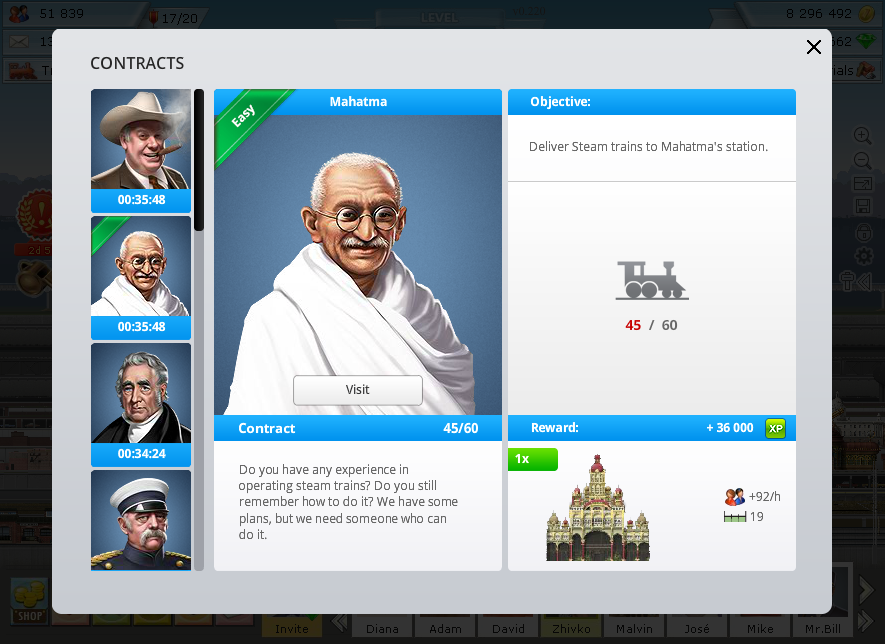 51 839
17/20
LEVEL
8 296 492
CONTRACTS
00:35:48
00:35:48
00:34:24
Easy
Mahatma
Visit
Contract 45/60
Do you have any experience in
operating steam trains? Do you still
remember how to do it? We have some
plans, but we need someone who can
do it.
Objective:
Deliver Steam trains to Mahatma's station.
45 / 60
Reward: + 36 000 XP
1x
+92/h
19
SHOP
Invite
Diana
Adam
David
Zhivko
Malvin
José
Mike
Mr.Bill